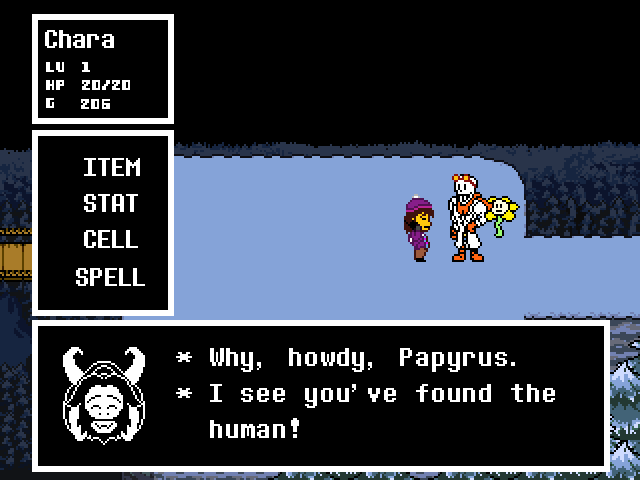 Chara
LV 1
HP 20/20
G 206
ITEM
STAT
CELL
SPELL
* Why, howdy, Papyrus.
* I see you've found the
human!